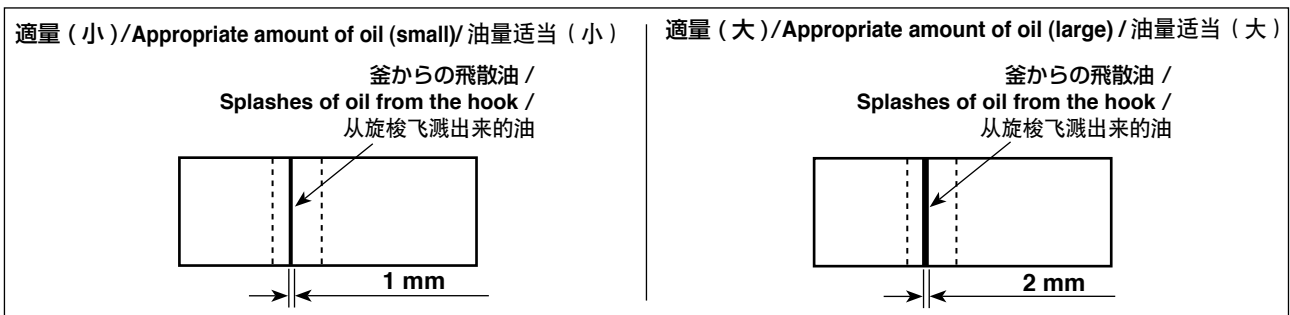 適量 ( 小 )/Appropriate amount of oil (small)/ 油量适当（小）
釜からの飛散油 /
Splashes of oil from the hook /
从旋梭飞溅出来的油
1 mm
適量 ( 大 )/Appropriate amount of oil (large) / 油量适当（大）
釜からの飛散油 /
Splashes of oil from the hook /
从旋梭飞溅出来的油
2 mm